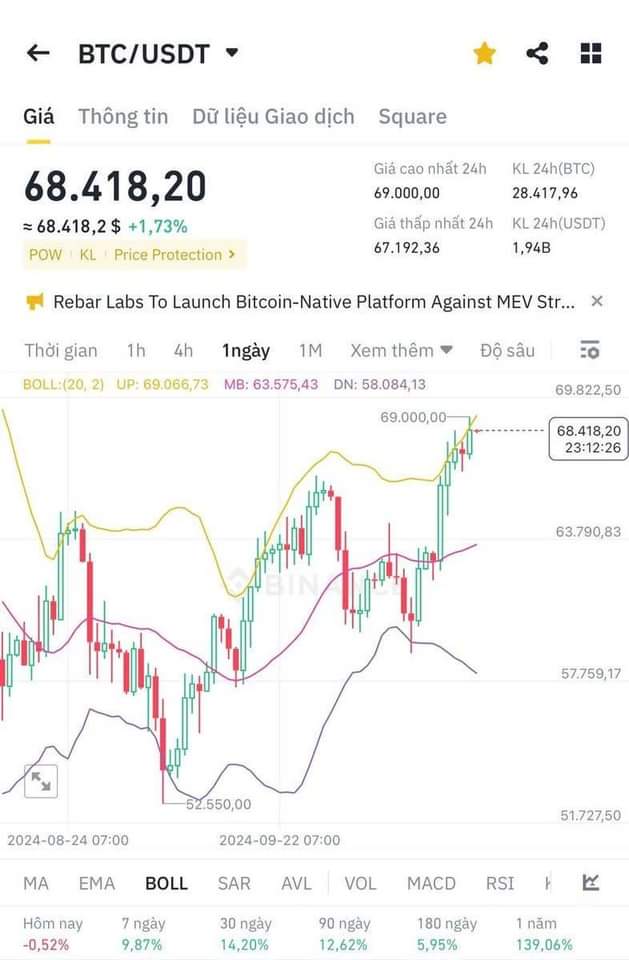 BTC/USDT
Giá Thông tin Dữ liệu Giao dịch Square
68.418,20
≈ 68.418,2 $ +1,73%
POW KL Price Protection
Giá cao nhất 24h KL 24h(BTC)
69.000,00 28.417,96
Giá thấp nhất 24h KL 24h(USDT)
67.192,36 1,94B
Rebar Labs To Launch Bitcoin-Native Platform Against MEV Str...
Thời gian 1h 4h 1ngày 1M Xem thêm Độ sâu
BOLL:(20, 2) UP: 69.066,73 MB: 63.575,43 DN: 58.084,13
69.822,50
69.000,00
68.418,20
23:12:26
63.790,83
BINANCE
57.759,17
52.550,00
51.727,50
2024-08-24 07:00 2024-09-22 07:00
MA EMA BOLL SAR AVL VOL MACD RSI
Hôm nay 7 ngày 30 ngày 90 ngày 180 ngày 1 năm
-0,52% 9,87% 14,20% 12,62% 5,95% 139,06%